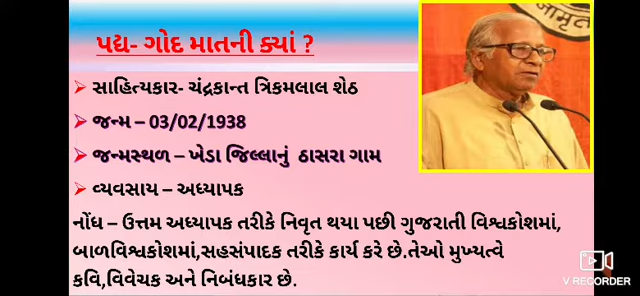 જાગૃત
પદ્ય- ગોદ માતની ક્યાં ?
સાહિત્યકાર- ચંદ્રકાન્ત ત્રિકમલાલ શેઠ
જન્મ – 03/02/1938
જન્મસ્થળ – ખેડા જિલ્લાનું ઠાસરા ગામ
વ્યવસાય – અધ્યાપક
નોંધ – ઉત્તમ અધ્યાપક તરીકે નિવૃત થયા પછી ગુજરાતી વિશ્વકોશમાં,
બાળવિશ્વકોશમાં,સહસંપાદક તરીકે કાર્ય કરે છે.તેઓ મુખ્યત્વે
કવિ,વિવેચક અને નિબંધકાર છે.
V RECORDER